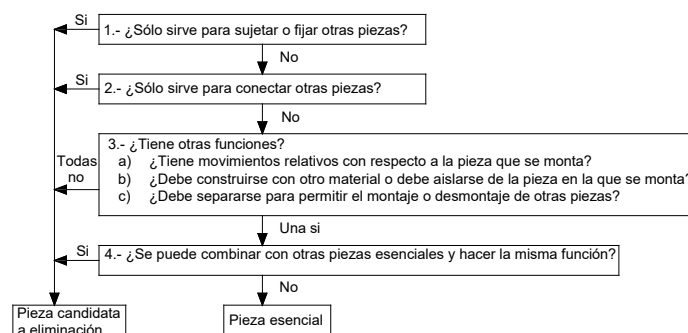 Si
1.- ¿Sólo sirve para sujetar o fijar otras piezas?
No
Si
2.- ¿Sólo sirve para conectar otras piezas?
No
3.- ¿Tiene otras funciones?
a) ¿Tiene movimientos relativos con respecto a la pieza que se monta?
b) ¿Debe construirse con otro material o debe aislarse de la pieza en la que se monta?
c) ¿Debe separarse para permitir el montaje o desmontaje de otras piezas?
Todas
no
Una si
Si
4.- ¿Se puede combinar con otras piezas esenciales y hacer la misma función?
No
Pieza candidata
a eliminación
Pieza esencial